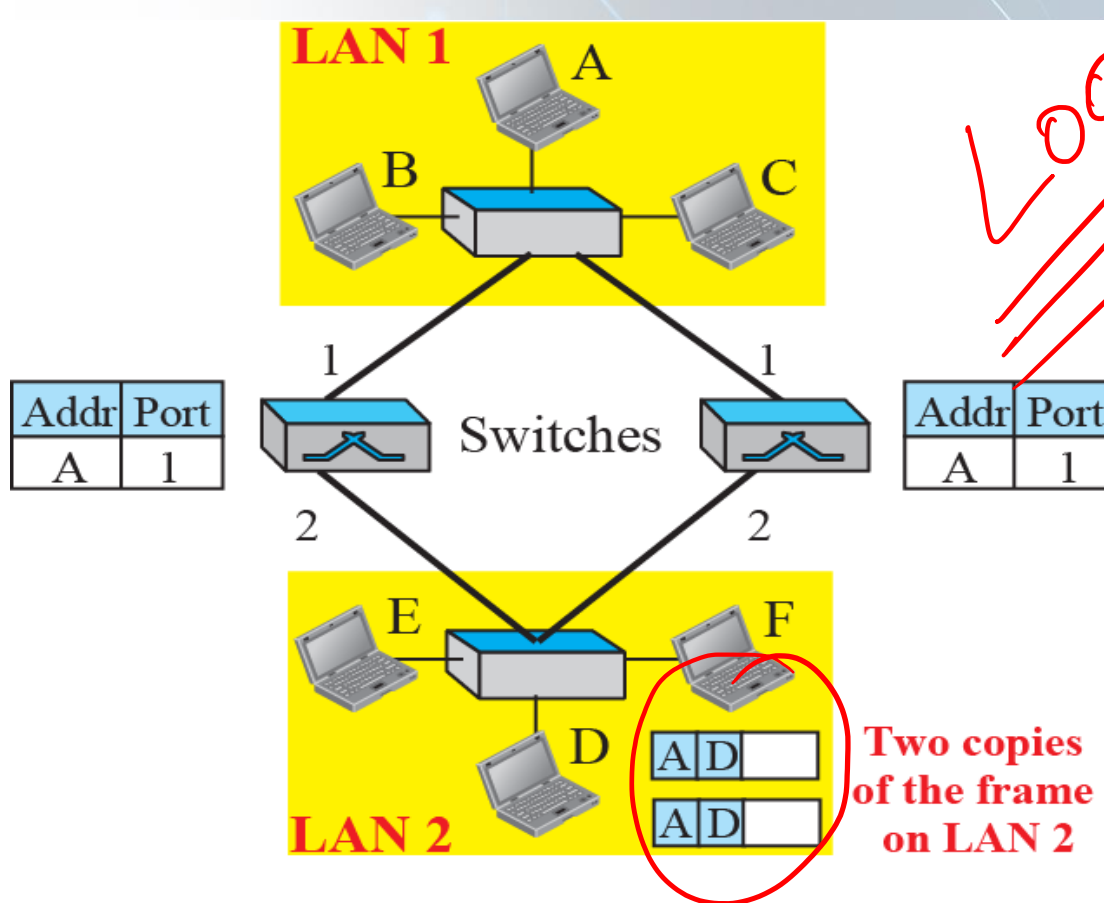 LAN 1
A
B
C
1
1
Addr Port
A 1
Switches
Addr Port
A 1
2
2
E
F
D
A D
A D
Two copies
of the frame
on LAN 2
LAN 2